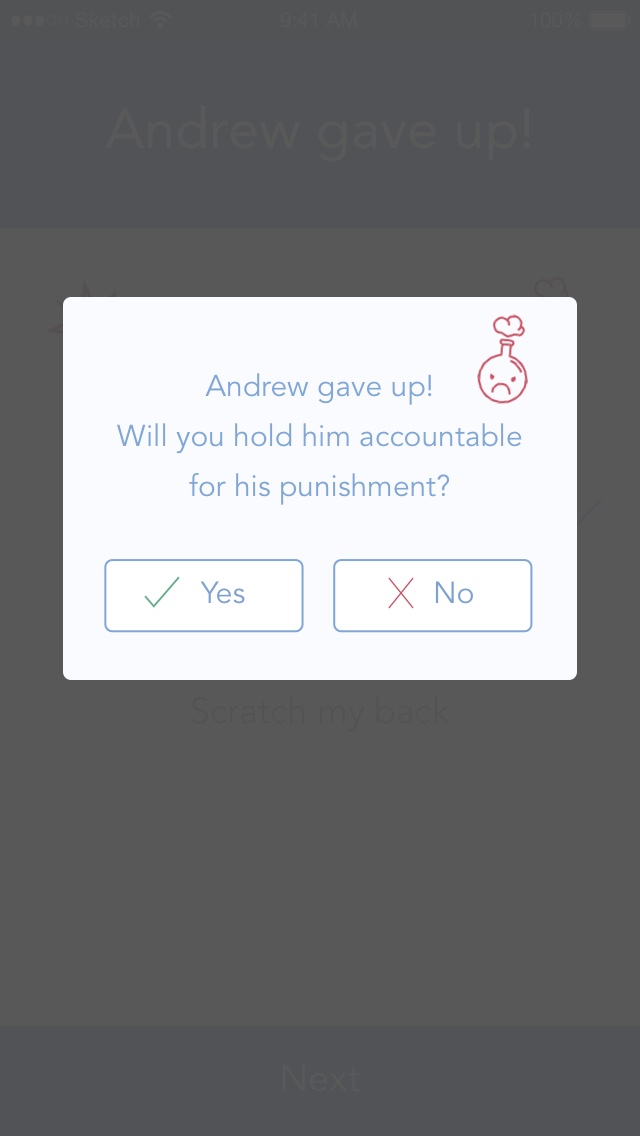 Sketch 9:41 AM 100%
Andrew gave up!
Andrew gave up!
Will you hold him accountable
for his punishment?
Yes No
Scratch my back
Next